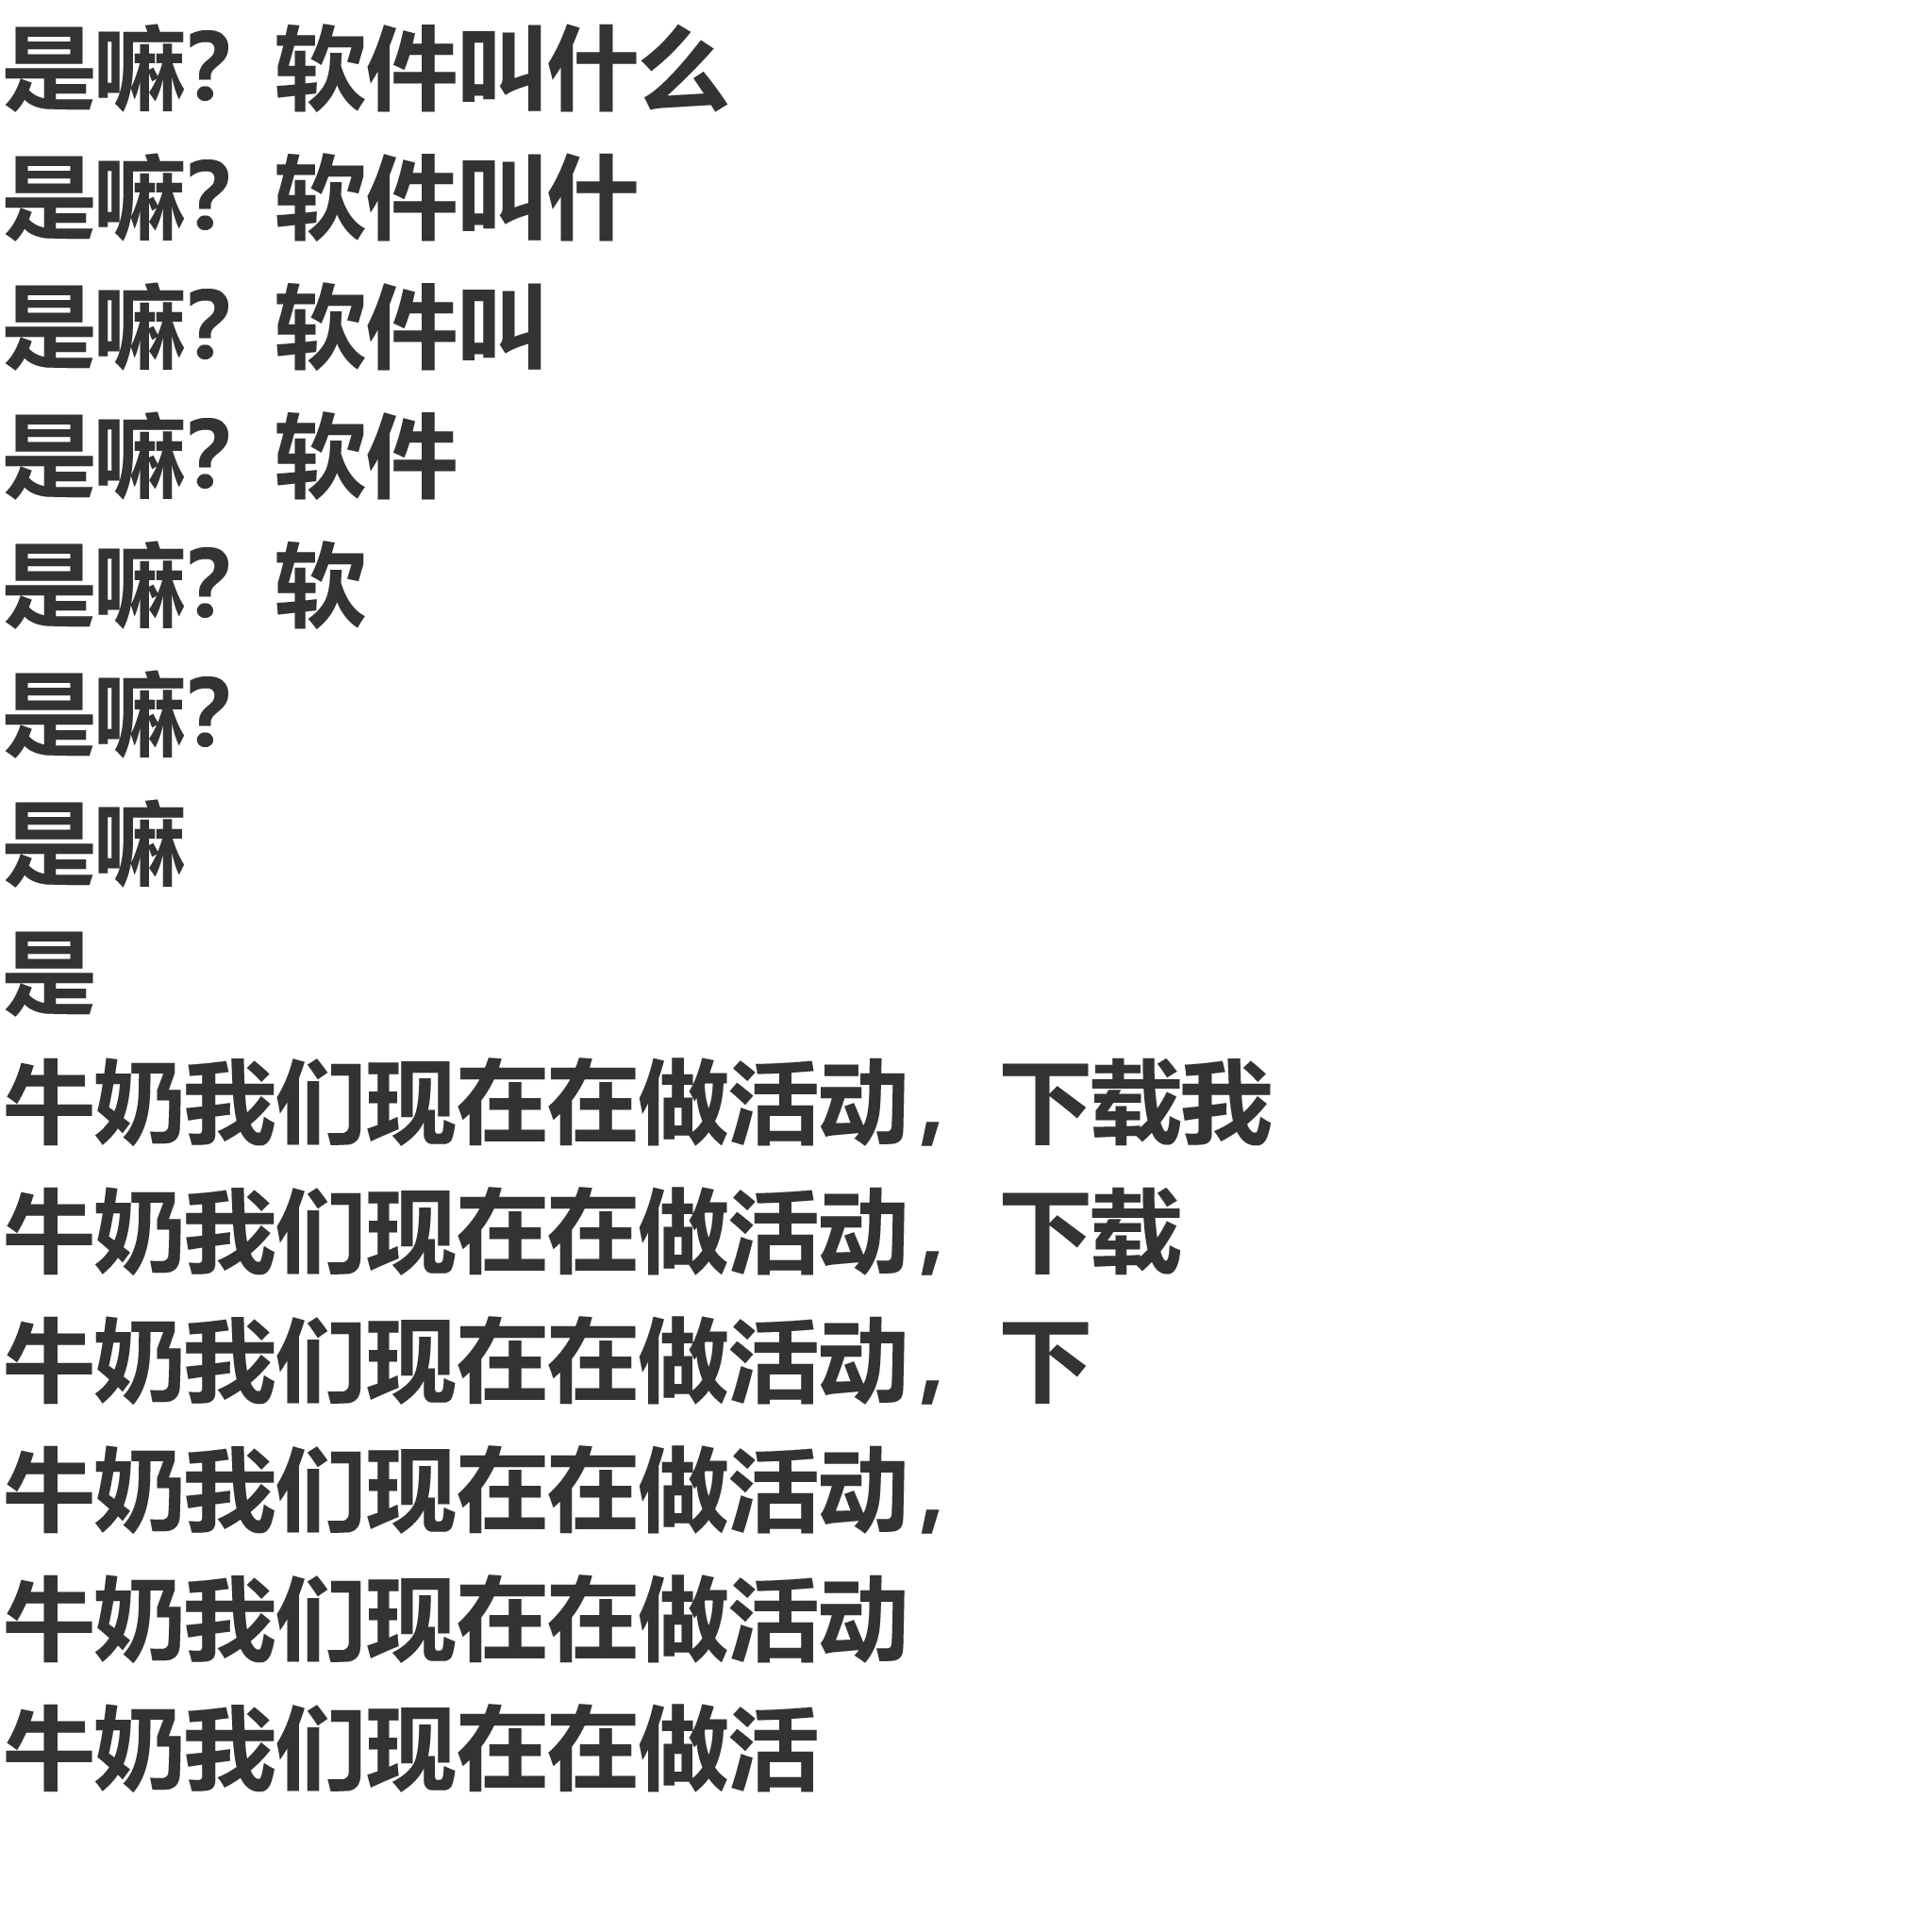 是嘛？软件叫什么
是嘛？软件叫什
是嘛？软件叫
是嘛？软件
是嘛？软
是嘛？
是嘛
是
牛奶我们现在在做活动，下载我
牛奶我们现在在做活动，下载
牛奶我们现在在做活动，下
牛奶我们现在在做活动，
牛奶我们现在在做活动
牛奶我们现在在做活